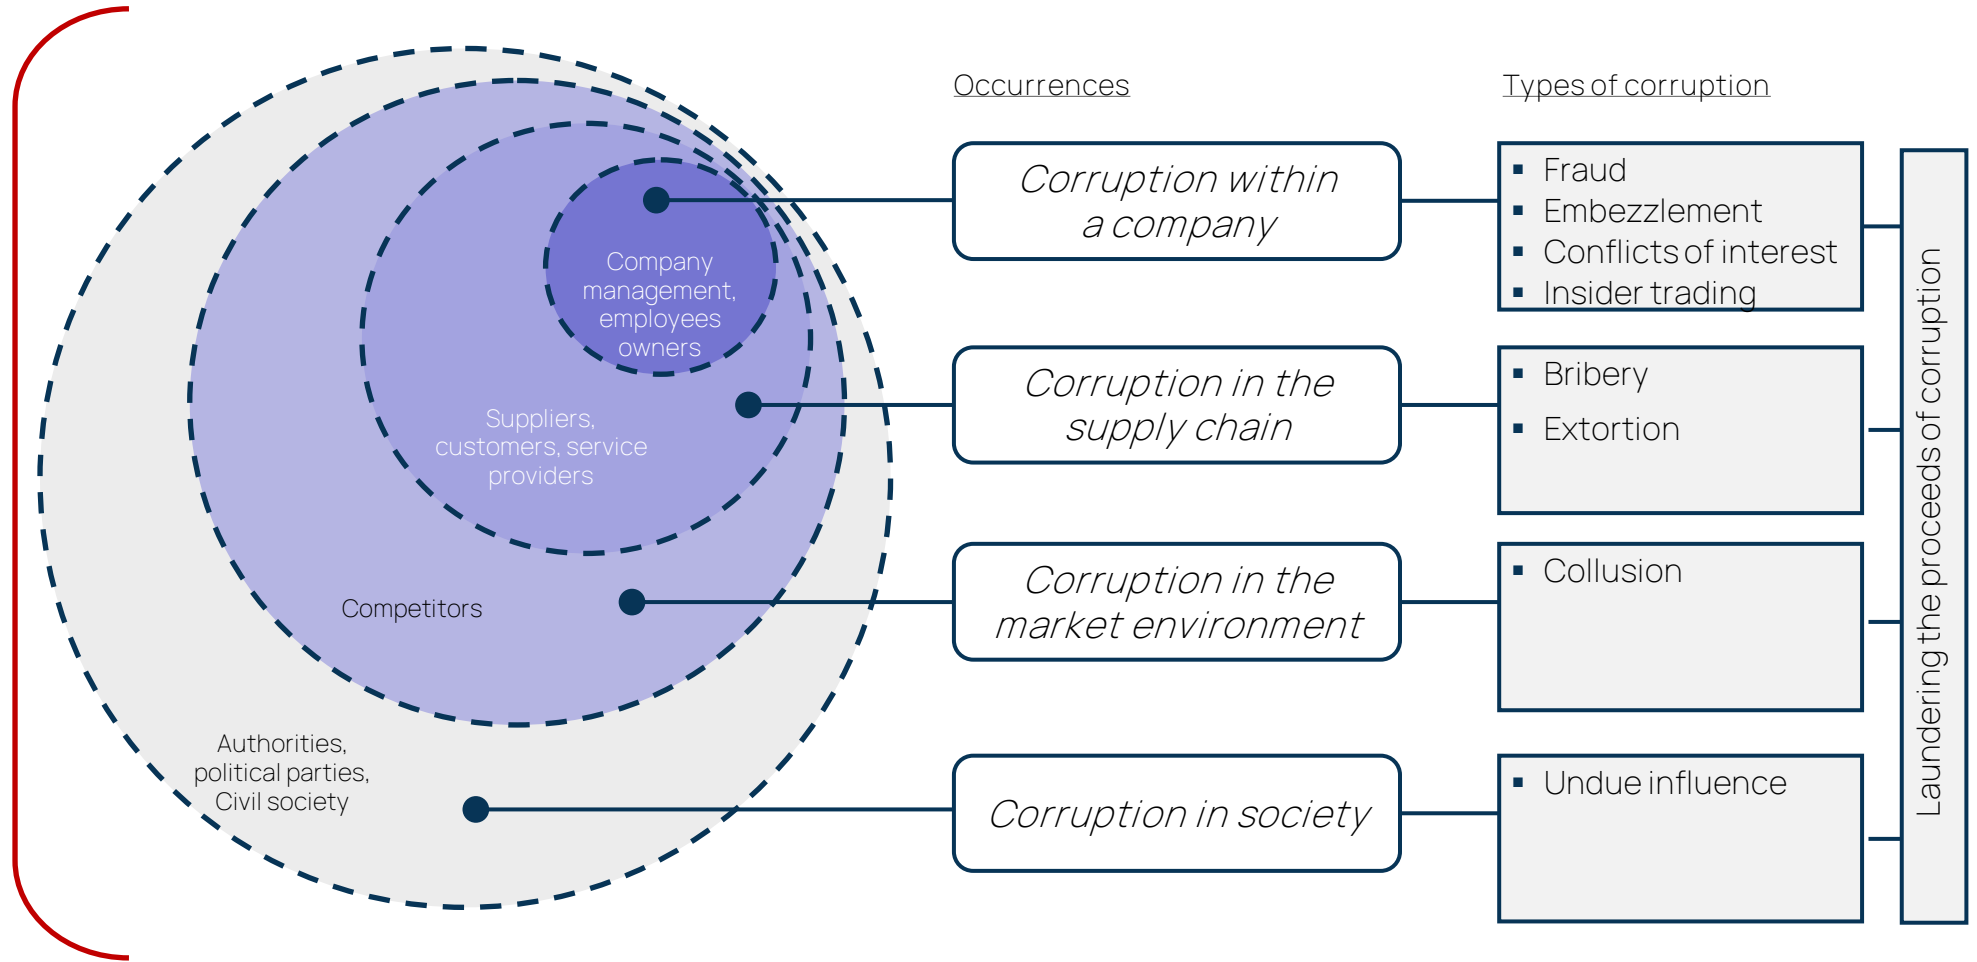 Occurrences
Types of corruption
Company
management,
employees
owners
Suppliers,
customers, service
providers
Competitors
Authorities,
political parties,
Civil society
Corruption within
a company
▪ Fraud
▪ Embezzlement
▪ Conflicts of interest
▪ Insider trading
Corruption in the
supply chain
▪ Bribery
▪ Extortion
Corruption in the
market environment
▪ Collusion
Corruption in society
▪ Undue influence
Laundering the proceeds of corruption